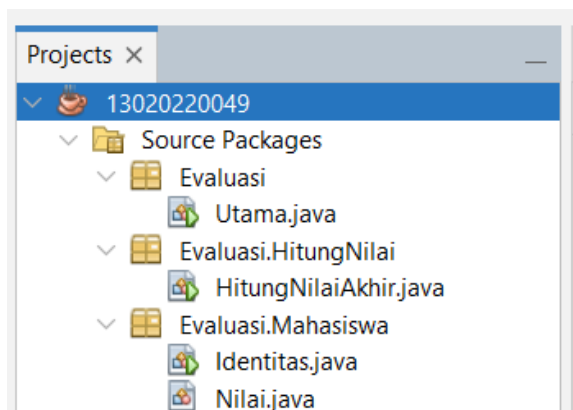 Projects
13020220049
Source Packages
Evaluasi
Utama.java
Evaluasi.HitungNilai
HitungNilaiAkhir.java
Evaluasi.Mahasiswa
Identitas.java
Nilai.java